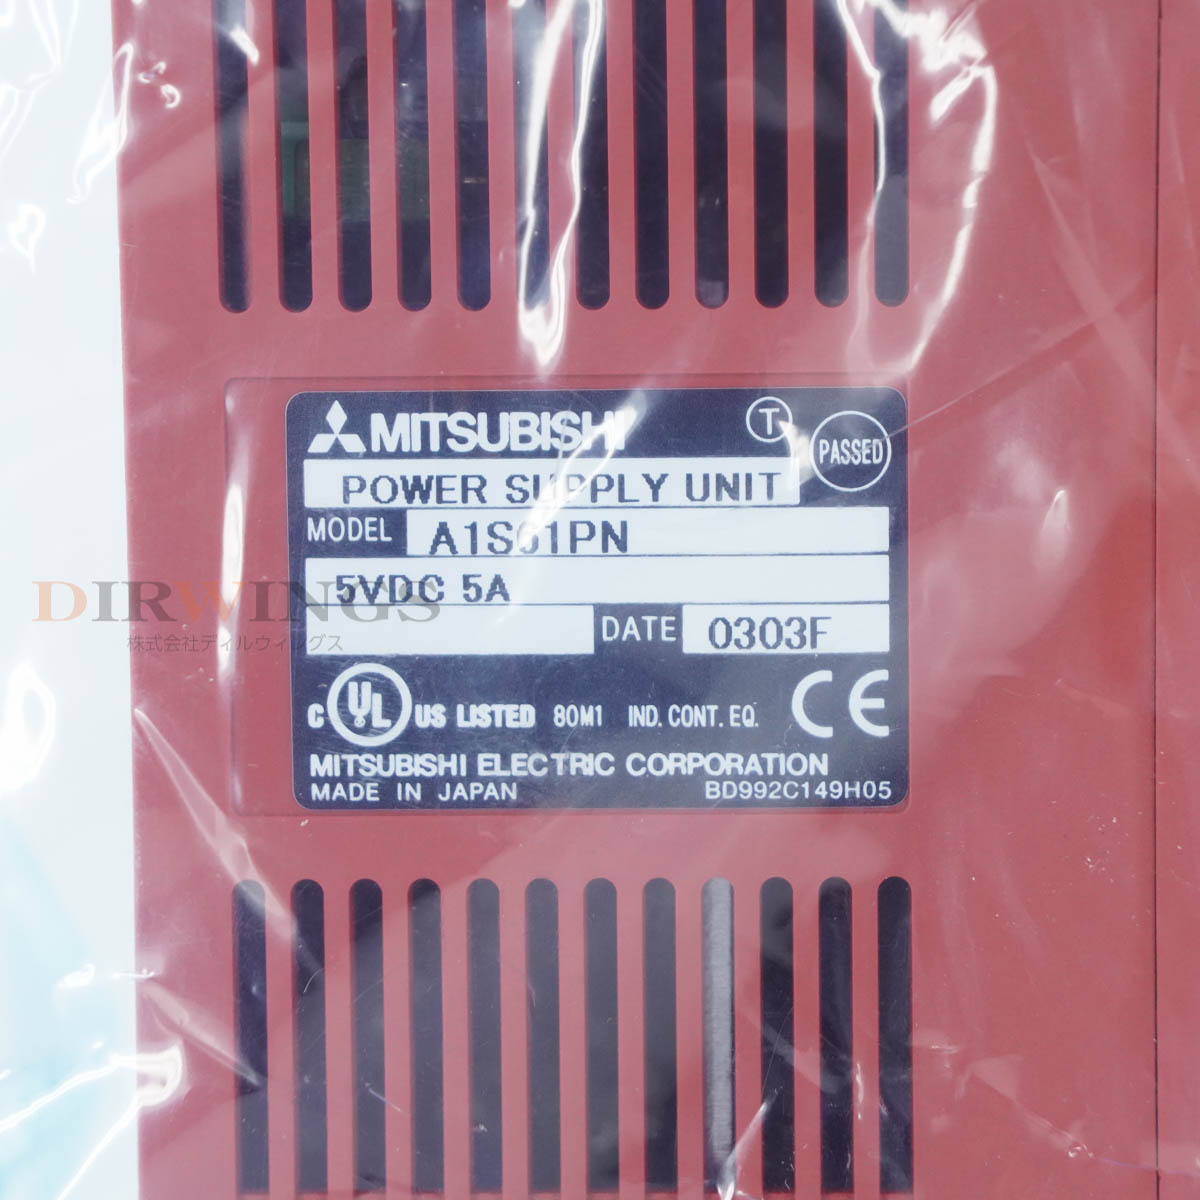 MITSUBISHI
T
PASSED
POWER SUPPLY UNIT
MODEL A1S61PN
5VDC 5A
DATE 0303F
C UL US LISTED 80M1 IND. CONT. EQ. CE
MITSUBISHI ELECTRIC CORPORATION
MADE IN JAPAN BD992C149H05
DIRWINGS
株式会社ディルウィングス